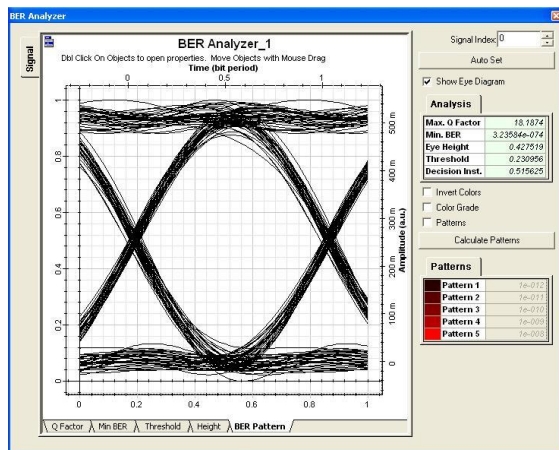 BER Analyzer
Signal
BER Analyzer_1
Dbl Click On Objects to open properties. Move Objects with Mouse Drag
Time (bit period)
0 0.5 1
1
0.8
0.6
0.4
0.2
0
500 m
400 m
300 m
200 m
100 m
0
Amplitude (a.u.)
0 0.2 0.4 0.6 0.8 1
Q Factor Min BER Threshold Height BER Pattern
Signal Index: 0
Auto Set
Show Eye Diagram
Analysis
Max. Q Factor 18.1874
Min. BER 3.23584e-074
Eye Height 0.427519
Threshold 0.230956
Decision Inst. 0.515625
Invert Colors
Color Grade
Patterns
Calculate Patterns
Patterns
Pattern 1 1e-012
Pattern 2 1e-011
Pattern 3 1e-010
Pattern 4 1e-009
Pattern 5 1e-008